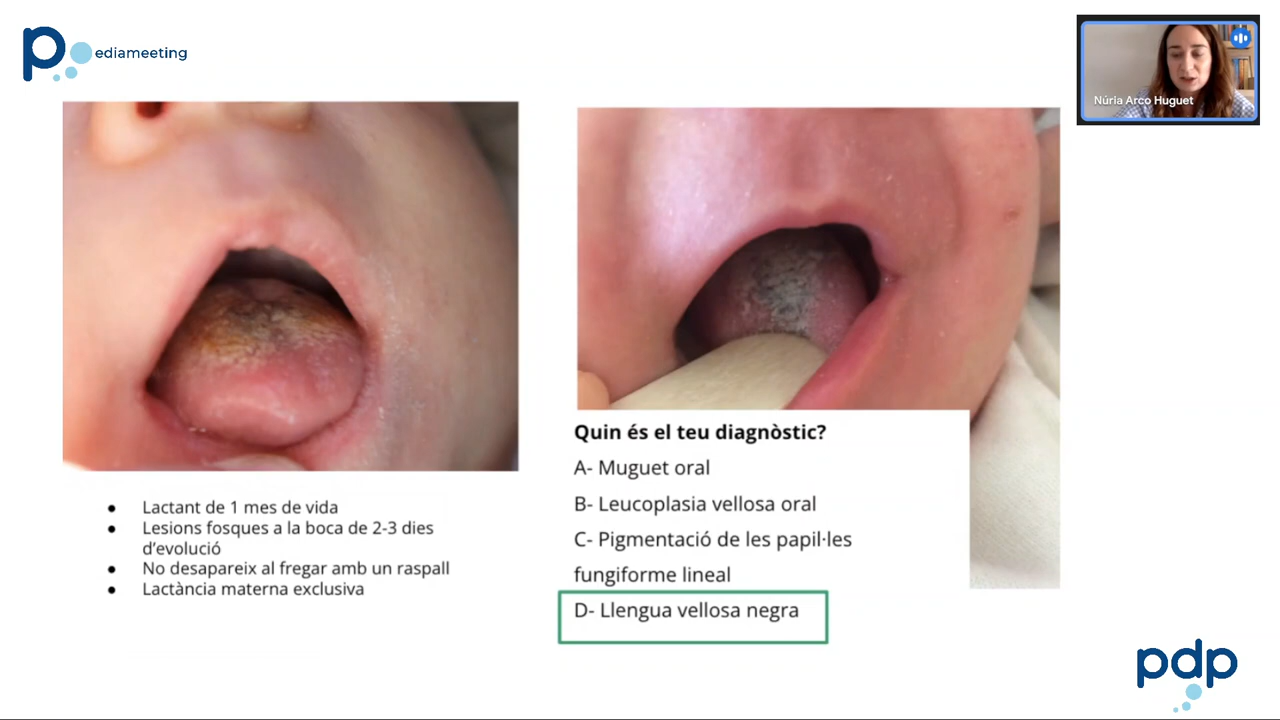 pediameeting
Núria Arco Huguet
● Lactant de 1 mes de vida
● Lesions fosques a la boca de 2-3 dies
d'evolució
● No desapareix al fregar amb un raspall
● Lactància materna exclusiva
Quin és el teu diagnòstic?
A- Muguet oral
B- Leucoplasia vellosa oral
C- Pigmentació de les papil·les
fungiforme lineal
D- Llengua vellosa negra
pdp